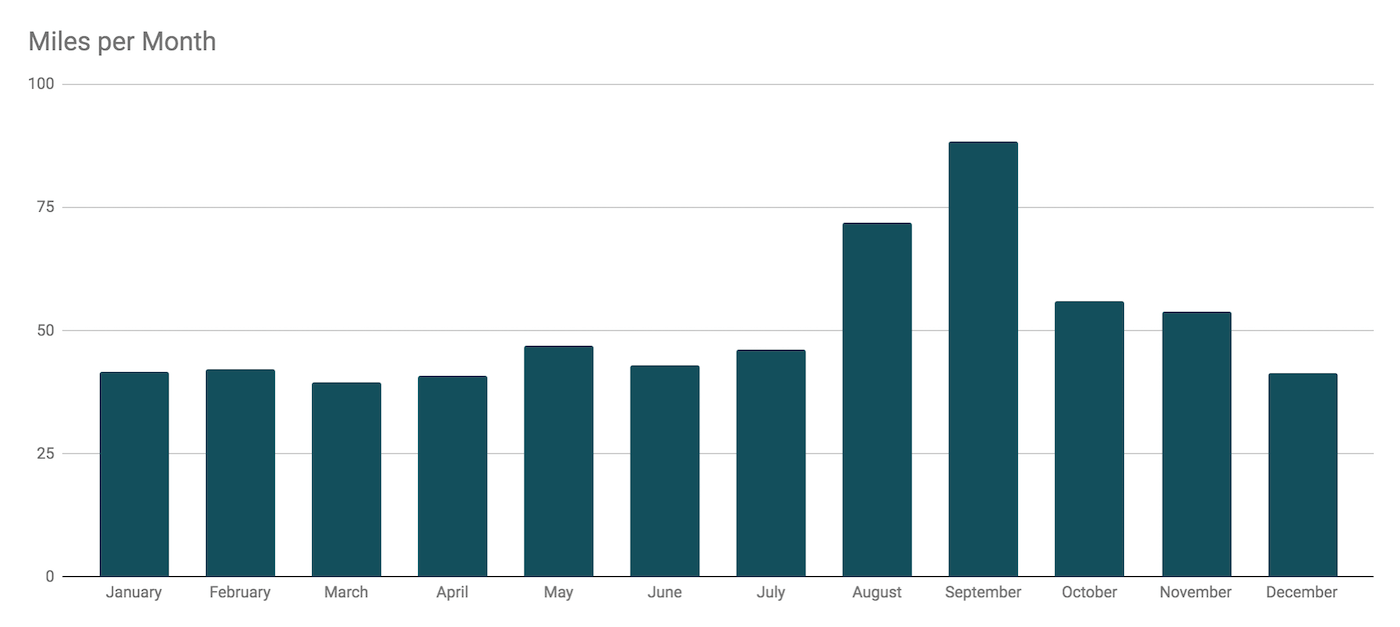 Miles per Month
100
75
50
25
0
January February March April May June July August September October November December